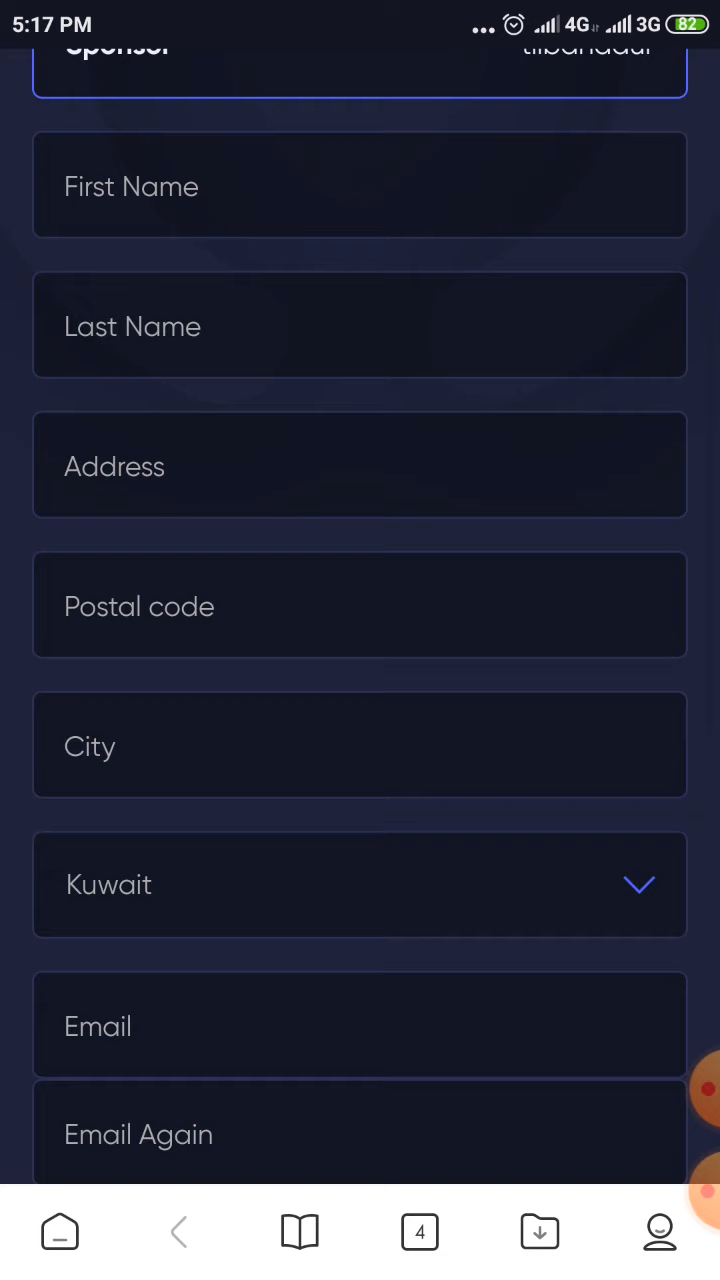 5:17 PM ... 4G 3G 82
Sponsor
First Name
Last Name
Address
Postal code
City
Kuwait
Email
Email Again
4